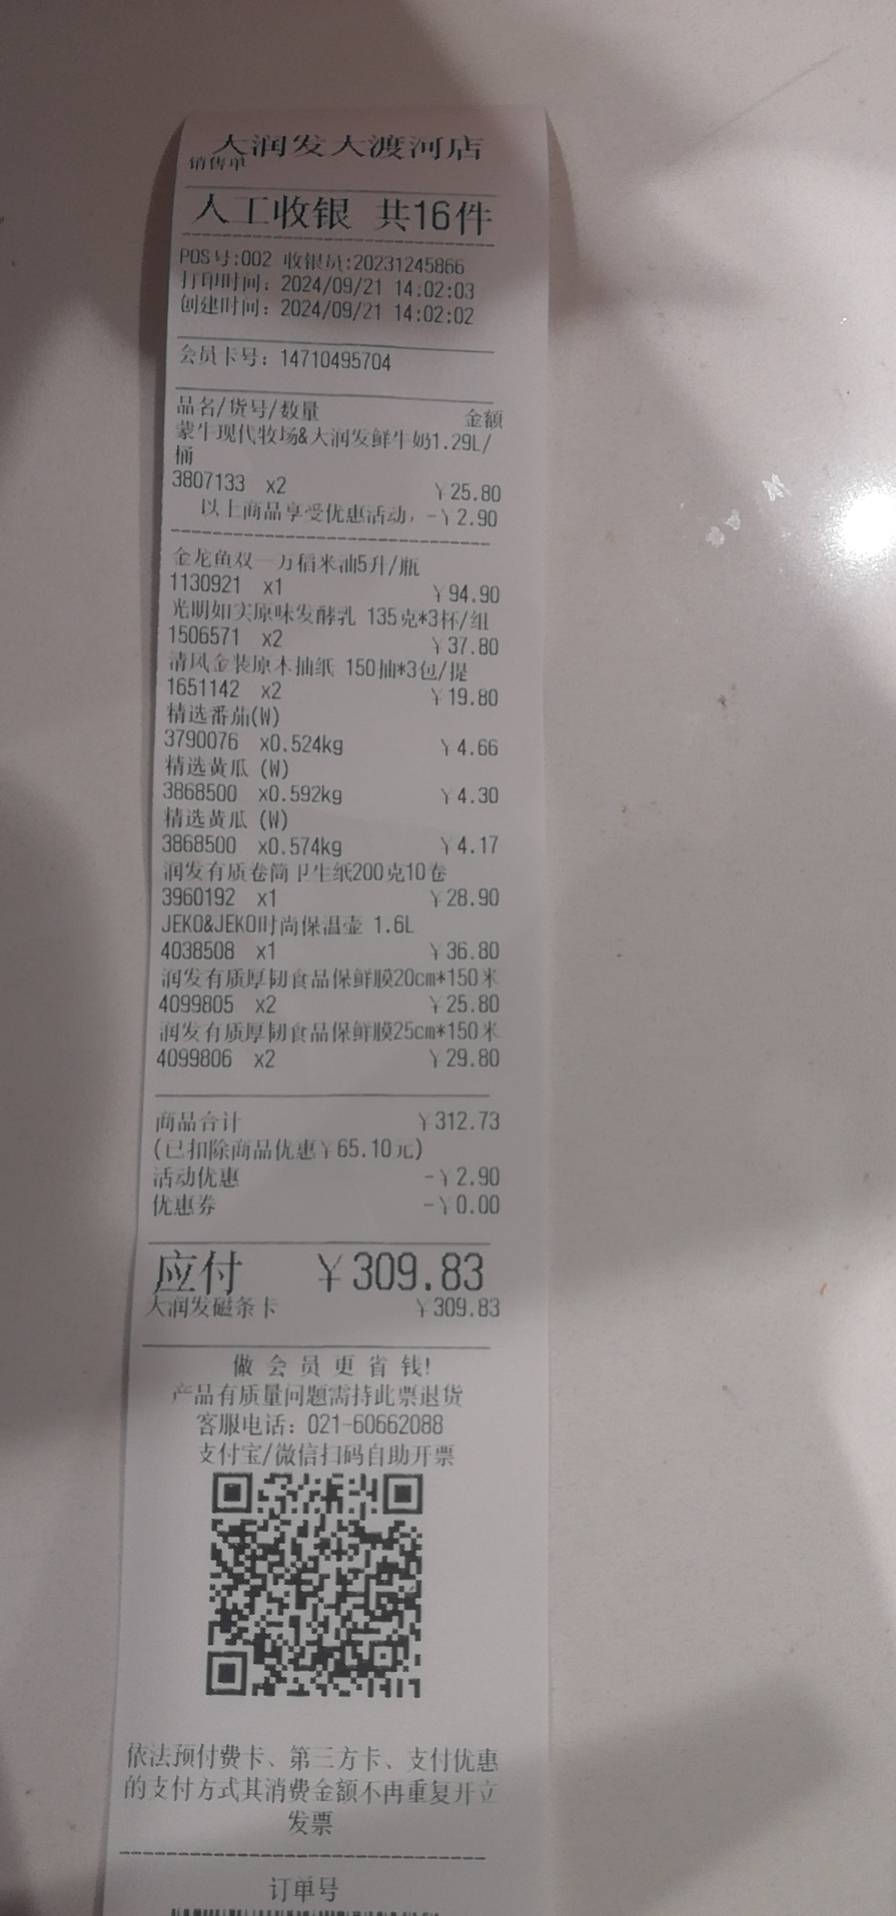 大润发大渡河店
销售单
人工收银 共16件
POS号:002 收银员:20231245866
打印时间: 2024/09/21 14:02:03
创建时间: 2024/09/21 14:02:02
会员卡号: 14710495704
品名/货号/数量 金额
蒙牛现代牧场&大润发鲜牛奶1.29L/
桶
3807133 x2 ¥25.80
以上商品享受优惠活动, -¥2.90
金龙鱼双一万稻米油5升/瓶
1130921 x1 ¥94.90
光明如实原味发酵乳 135克*3杯/组
1506571 x2 ¥37.80
清风金装原木抽纸 150抽*3包/提
1651142 x2 ¥19.80
精选番茄(W)
3790076 x0.524kg ¥4.66
精选黄瓜 (W)
3868500 x0.592kg ¥4.30
精选黄瓜 (W)
3868500 x0.574kg ¥4.17
润发有质卷筒卫生纸200克10卷
3960192 x1 ¥28.90
JEKO&JEKO时尚保温壶 1.6L
4038508 x1 ¥36.80
润发有质厚韧食品保鲜膜20cm*150米
4099805 x2 ¥25.80
润发有质厚韧食品保鲜膜25cm*150米
4099806 x2 ¥29.80
商品合计 ¥312.73
(已扣除商品优惠¥65.10元)
活动优惠 -¥2.90
优惠券 -¥0.00
应付 ¥309.83
大润发磁条卡 ¥309.83
做会员更省钱!
产品有质量问题需持此票退货
客服电话: 021-60662088
支付宝/微信扫码自助开票
依法预付费卡、第三方卡、支付优惠
的支付方式其消费金额不再重复开立
发票
订单号